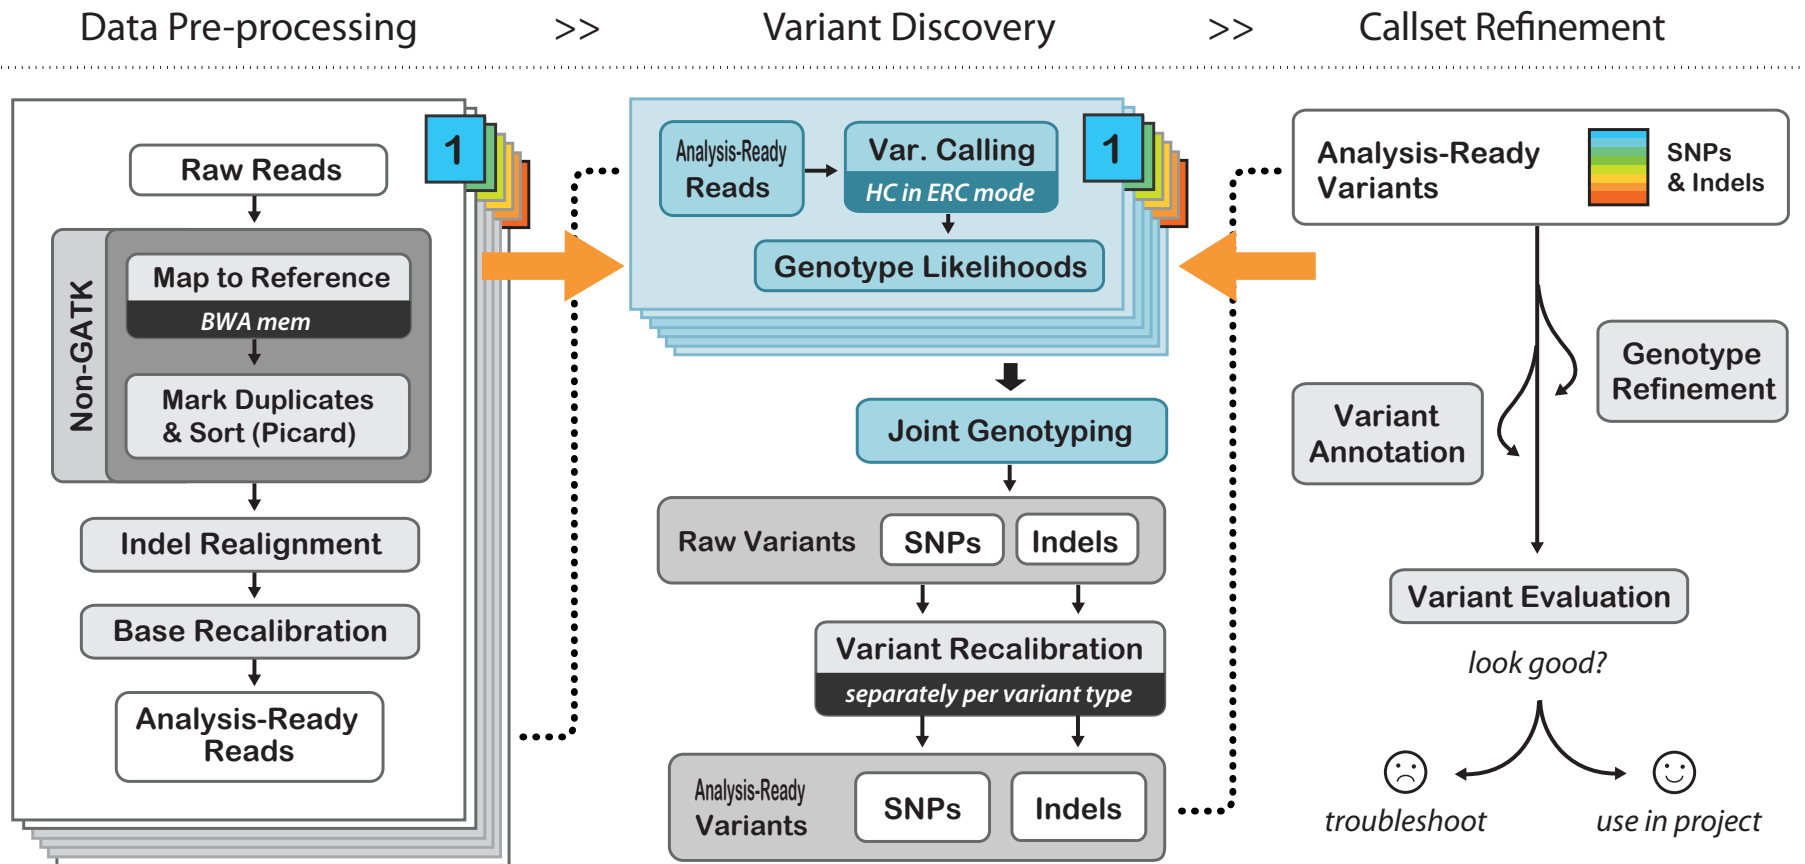 Data Pre-processing >> Variant Discovery >> Callset Refinement
1
Raw Reads
Non-GATK
Map to Reference
BWA mem
Mark Duplicates
& Sort (Picard)
Indel Realignment
Base Recalibration
Analysis-Ready
Reads
1
Analysis-Ready
Reads
Var. Calling
HC in ERC mode
Genotype Likelihoods
Joint Genotyping
Raw Variants
SNPs
Indels
Variant Recalibration
separately per variant type
Analysis-Ready
Variants
SNPs
Indels
Analysis-Ready
Variants
SNPs
& Indels
Genotype
Refinement
Variant
Annotation
Variant Evaluation
look good?
troubleshoot
use in project